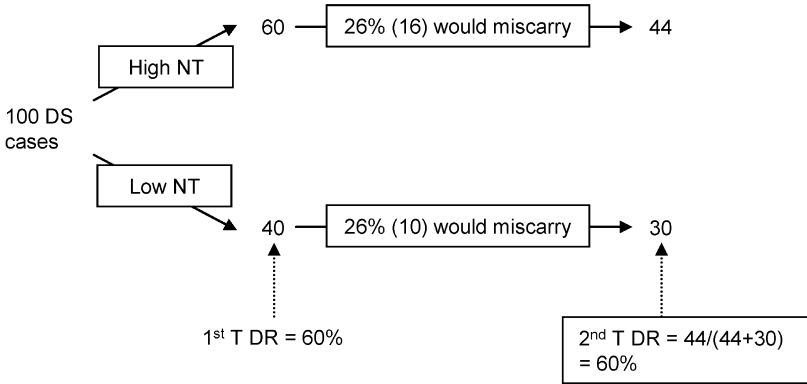 60
26% (16) would miscarry
44
High NT
100 DS
cases
Low NT
40
26% (10) would miscarry
30
1st T DR = 60%
2nd T DR = 44/(44+30)
= 60%